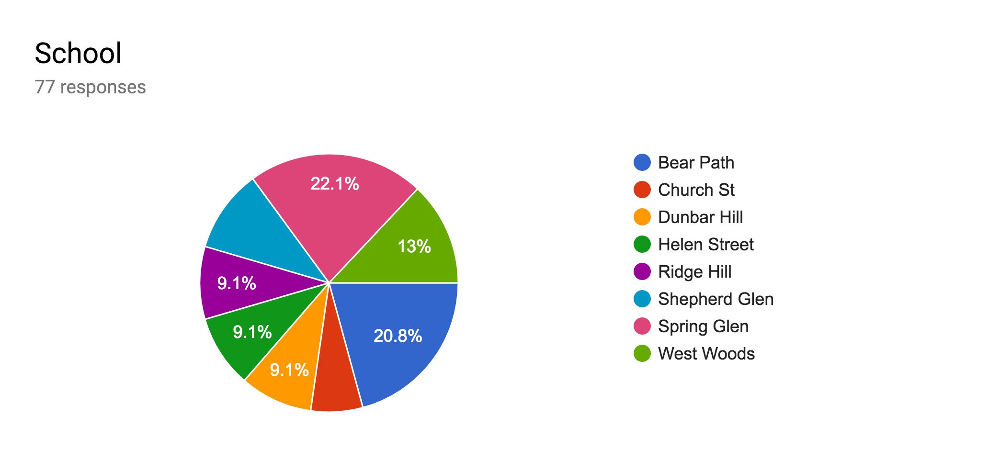 School
77 responses
22.1%
13%
9.1%
20.8%
9.1%
9.1%
Bear Path
Church St
Dunbar Hill
Helen Street
Ridge Hill
Shepherd Glen
Spring Glen
West Woods